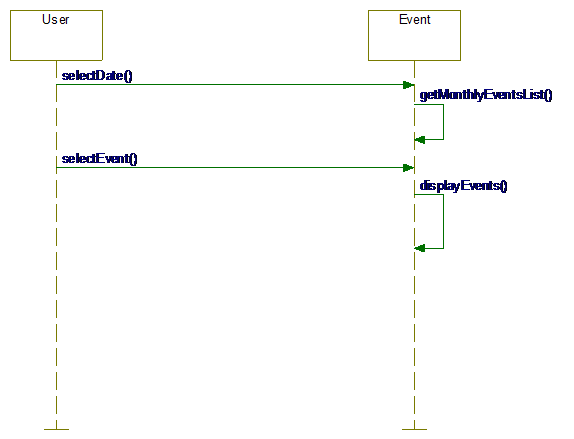 User
Event
selectDate()
getMonthlyEventsList()
selectEvent()
displayEvents()